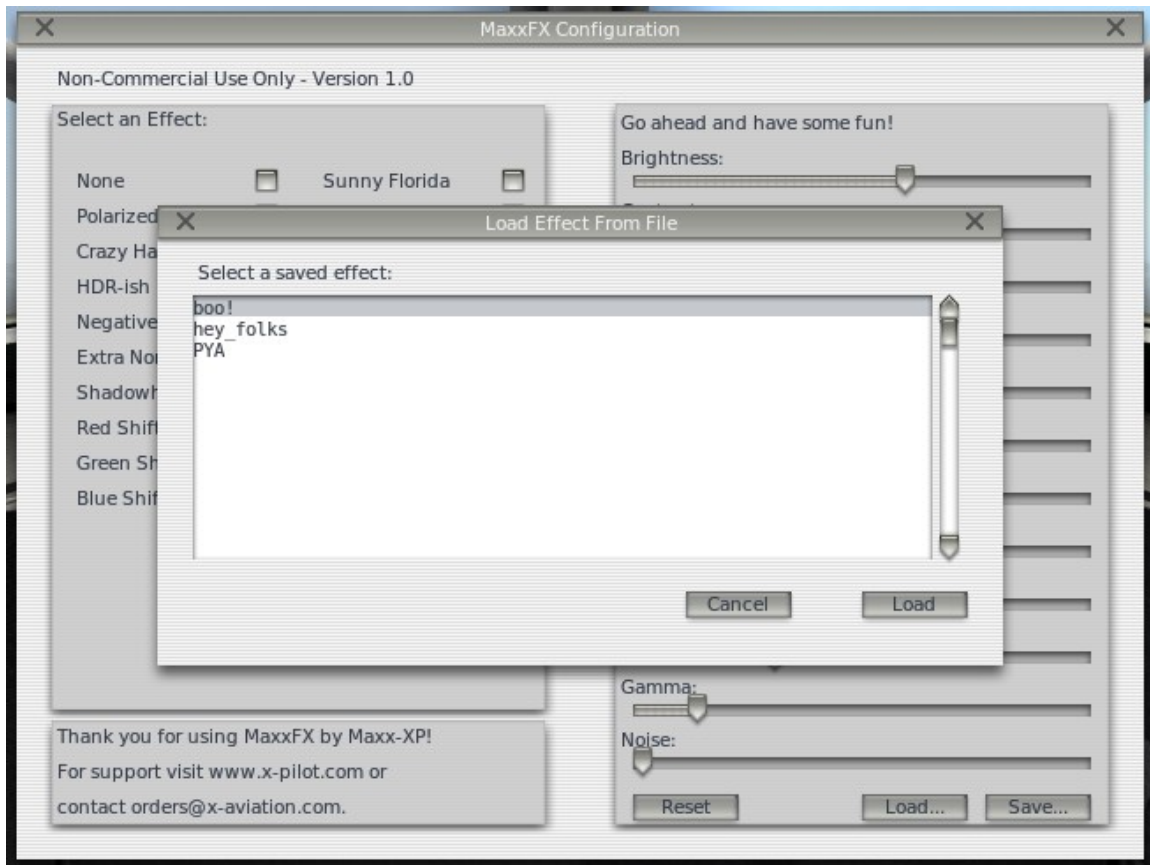 MaxxFX Configuration
Non-Commercial Use Only - Version 1.0
Select an Effect:
None
Sunny Florida
Polarized
Crazy Ha
HDR-ish
Negative
Extra No
Shadow
Red Shif
Green Sh
Blue Shif
Go ahead and have some fun!
Brightness:
Load Effect From File
Select a saved effect:
boo!
hey_folks
PYA
Cancel
Load
Gamma:
Noise:
Reset
Load...
Save...
Thank you for using MaxxFX by Maxx-XP!
For support visit www.x-pilot.com or
contact orders@x-aviation.com.